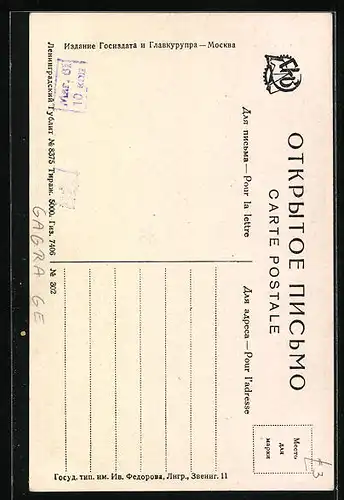 ОТКРЫТОЕ ПИСЬМО
CARTE POSTALE
Для письма — Pour la lettre
Для адреса — Pour l'adresse
Место
для
марки
Издание Госиздата и Главкурупра — Москва
Ленинградский Гублит № 8375 Тираж. 5000. Гиз. 7406 № 302
Госуд. тип. им. Ив. Федорова, Лнгр., Звениг. 11
GAGRA GE
£3